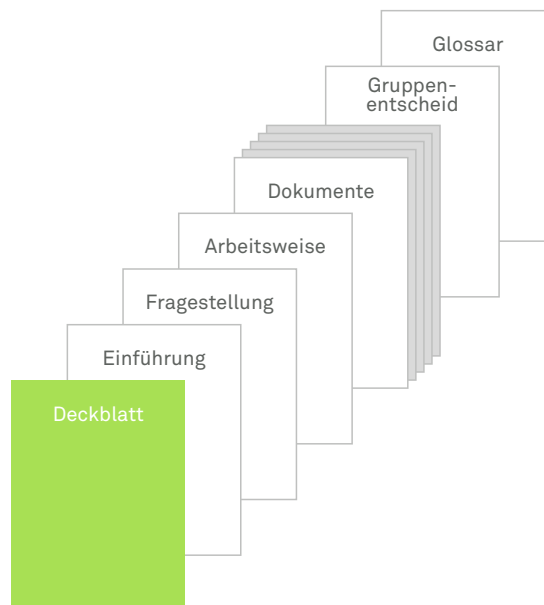 Glossar
Gruppen-
entscheid
Dokumente
Arbeitsweise
Fragestellung
Einführung
Deckblatt